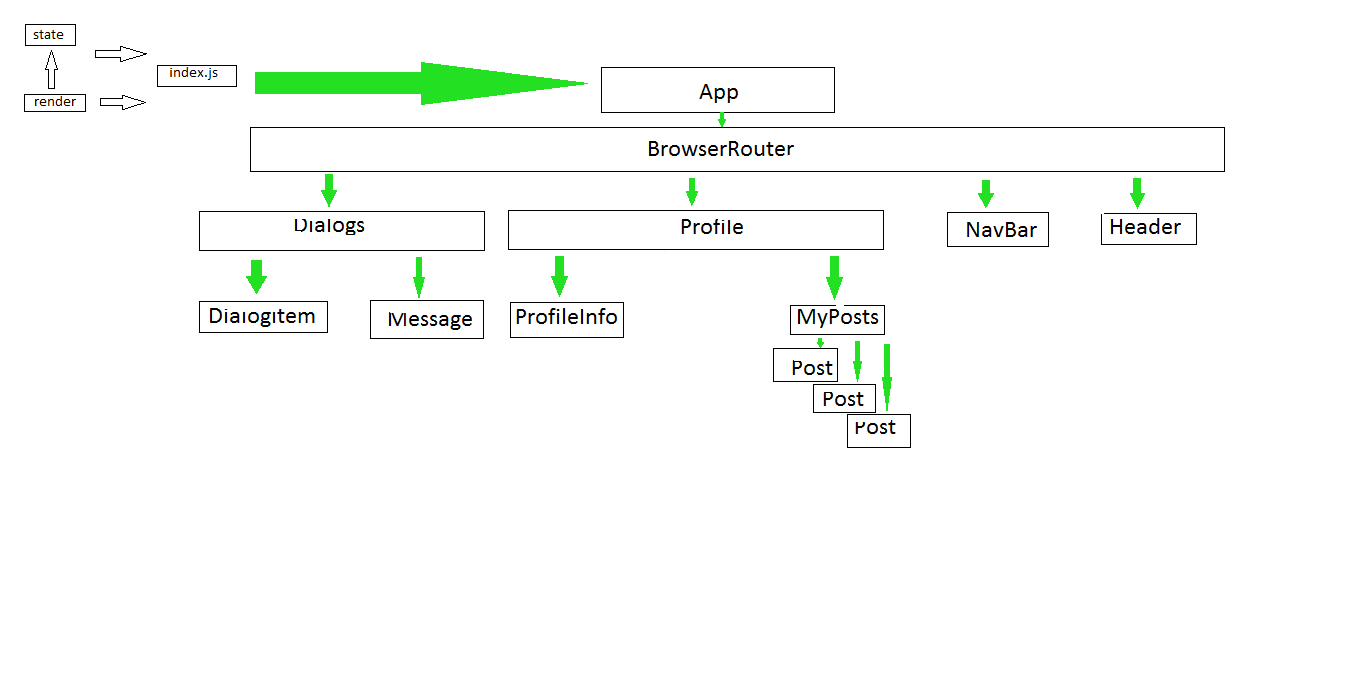 state
index.js
render
App
BrowserRouter
Dialogs
Profile
NavBar
Header
DialogItem
Message
ProfileInfo
MyPosts
Post
Post
Post